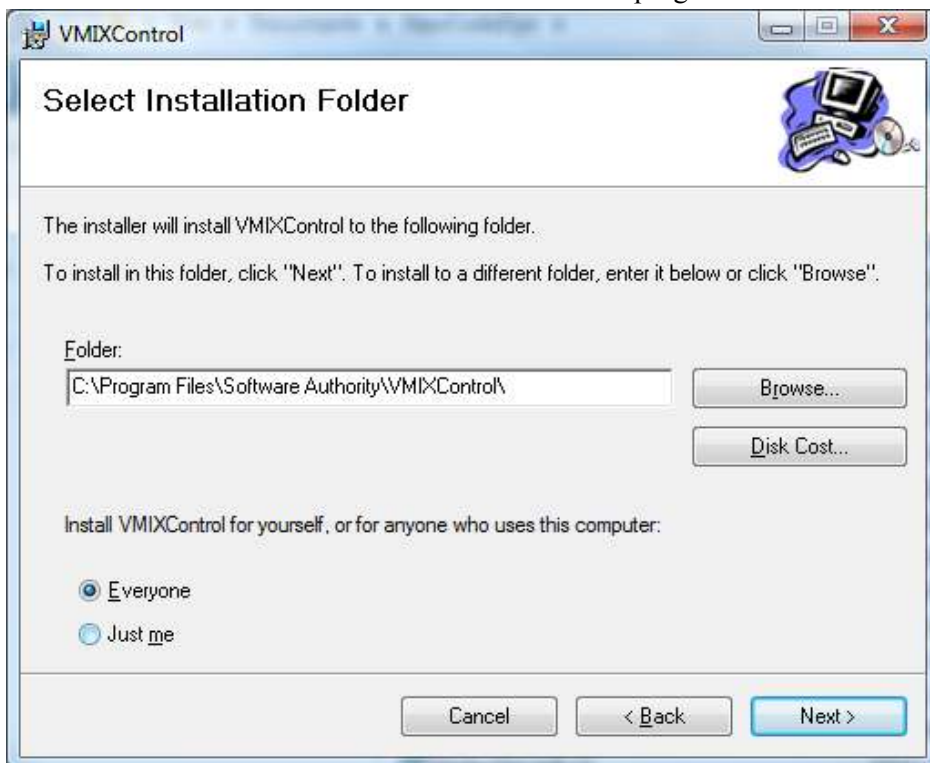 VMIXControl
Select Installation Folder
The installer will install VMIXControl to the following folder.
To install in this folder, click "Next". To install to a different folder, enter it below or click "Browse".
Folder:
C:\Program Files\Software Authority\VMIXControl\
Browse...
Disk Cost...
Install VMIXControl for yourself, or for anyone who uses this computer:
Everyone
Just me
Cancel
< Back
Next >